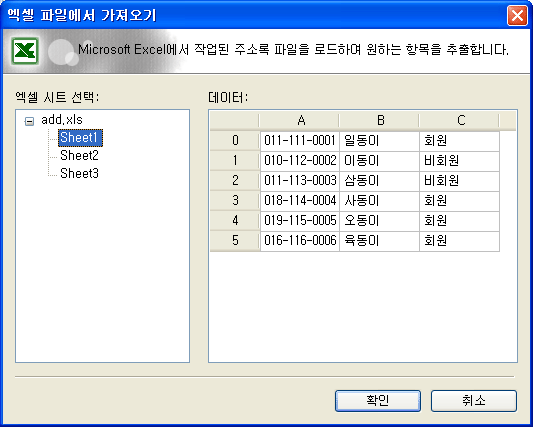 엑셀 파일에서 가져오기
Microsoft Excel에서 작업된 주소록 파일을 로드하여 원하는 항목을 추출합니다.
엑셀 시트 선택:
add.xls
Sheet1
Sheet2
Sheet3
데이터:
A B C
0 011-111-0001 일동이 회원
1 010-112-0002 이동이 비회원
2 011-113-0003 삼동이 비회원
3 018-114-0004 사동이 회원
4 019-115-0005 오동이 회원
5 016-116-0006 육동이 회원
확인 취소